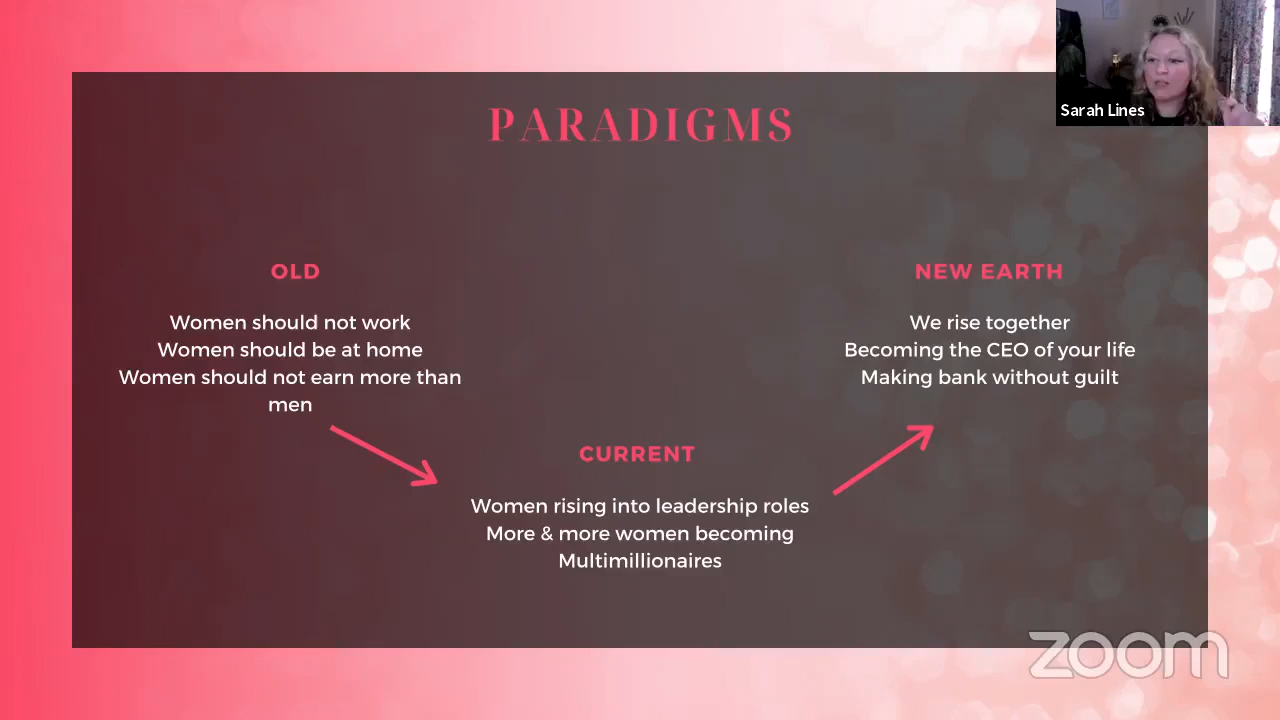 PARADIGMS
Sarah Lines
OLD
Women should not work
Women should be at home
Women should not earn more than
men
CURRENT
Women rising into leadership roles
More & more women becoming
Multimillionaires
NEW EARTH
We rise together
Becoming the CEO of your life
Making bank without guilt
zoom